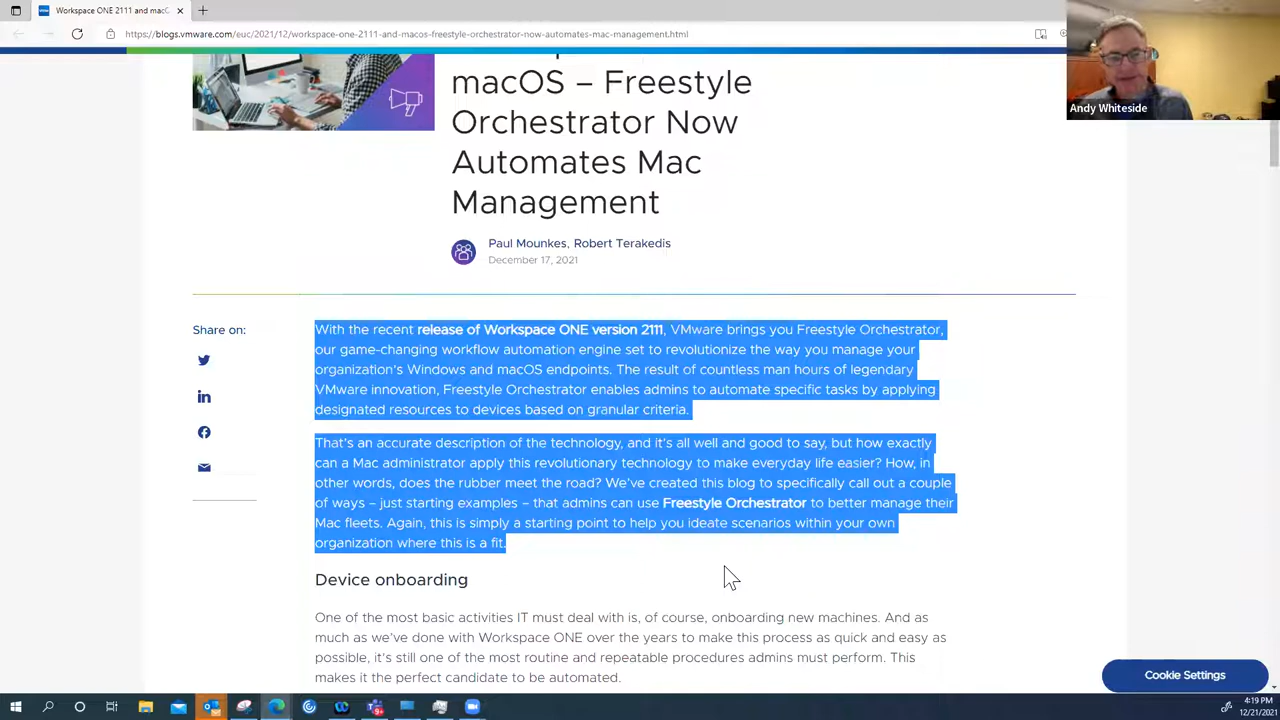 Workspace ONE 2111 and macO
https://blogs.vmware.com/euc/2021/12/workspace-one-2111-and-macos-freestyle-orchestrator-now-automates-mac-management.html
Andy Whiteside
macOS – Freestyle
Orchestrator Now
Automates Mac
Management
Paul Mounkes, Robert Terakedis
December 17, 2021
Share on:
With the recent release of Workspace ONE version 2111, VMware brings you Freestyle Orchestrator,
our game-changing workflow automation engine set to revolutionize the way you manage your
organization's Windows and macOS endpoints. The result of countless man hours of legendary
VMware innovation, Freestyle Orchestrator enables admins to automate specific tasks by applying
designated resources to devices based on granular criteria.
That's an accurate description of the technology, and it's all well and good to say, but how exactly
can a Mac administrator apply this revolutionary technology to make everyday life easier? How, in
other words, does the rubber meet the road? We've created this blog to specifically call out a couple
of ways – just starting examples – that admins can use Freestyle Orchestrator to better manage their
Mac fleets. Again, this is simply a starting point to help you ideate scenarios within your own
organization where this is a fit.
Device onboarding
One of the most basic activities IT must deal with is, of course, onboarding new machines. And as
much as we've done with Workspace ONE over the years to make this process as quick and easy as
possible, it's still one of the most routine and repeatable procedures admins must perform. This
makes it the perfect candidate to be automated.
Cookie Settings
4:19 PM
12/21/2021